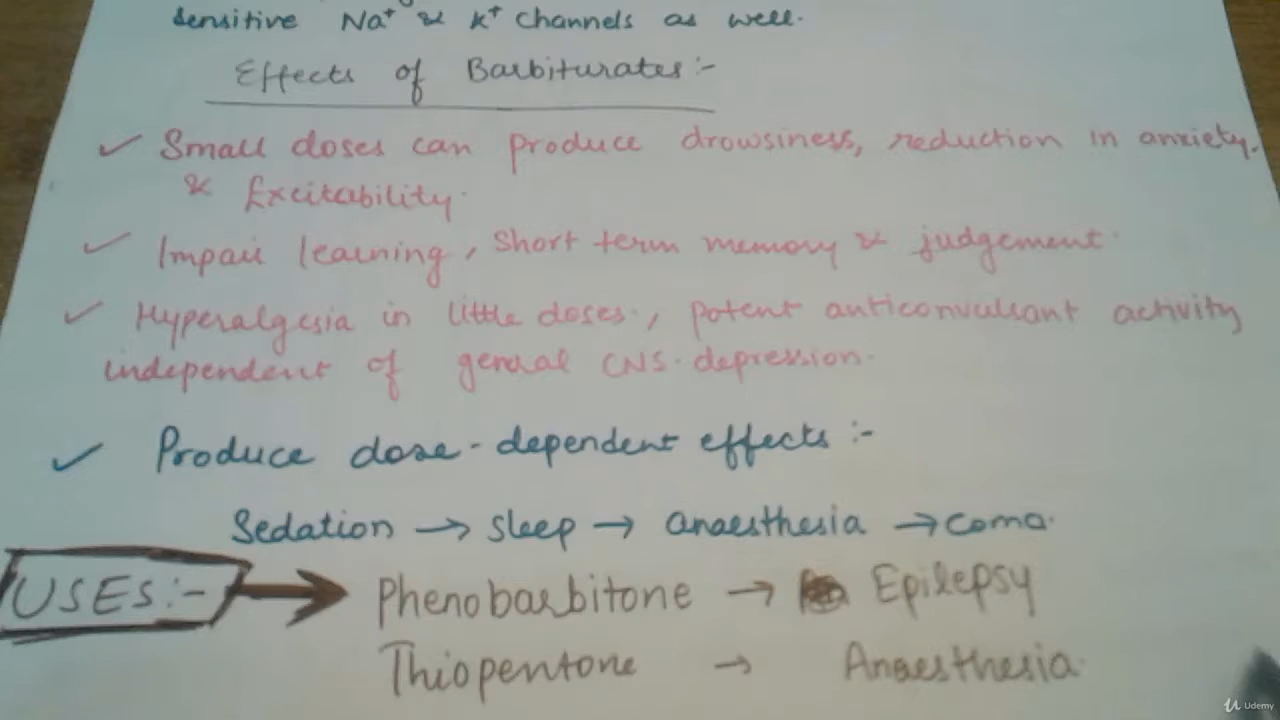 sensitive Na⁺ & K⁺ Channels as well.
Effects of Barbiturates:-
✓ Small doses can produce drowsiness, reduction in anxiety.
& Excitability.
✓ Impair learning, Short term memory & judgement.
✓ Hyperalgesia in little doses., potent anticonvulsant activity
independent of general CNS. depression.
✓ Produce dose-dependent effects:-
Sedation → Sleep → anaesthesia → coma.
USES:- → Phenobarbitone → Epilepsy
Thiopentone → Anaesthesia.
Udemy